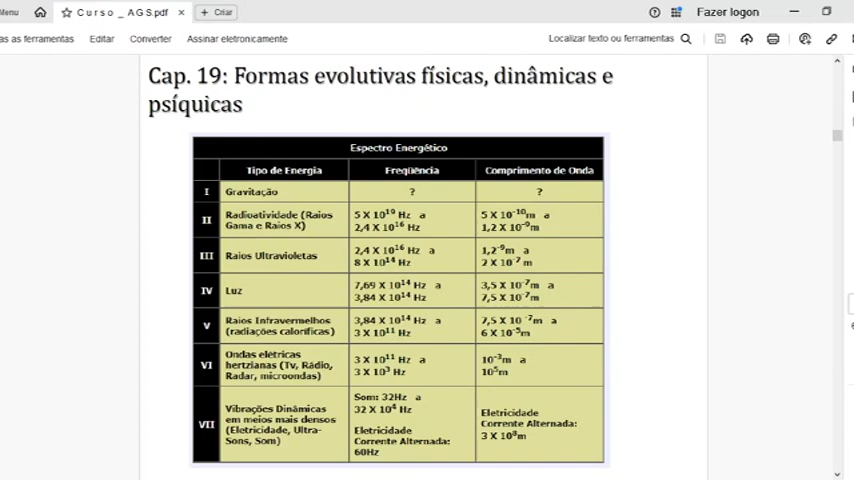 Menu
Curso _ AGS.pdf
×
+ Criar
Fazer logon
as as ferramentas
Editar
Converter
Assinar eletronicamente
Localizar texto ou ferramentas
Cap. 19: Formas evolutivas físicas, dinâmicas e
psíquicas
Espectro Energético
Tipo de Energia Freqüência Comprimento de Onda
I Gravitação ? ?
II Radioatividade (Raios Gama e Raios X) 5 X 10¹⁹ Hz a 2,4 X 10¹⁶ Hz 5 X 10⁻¹⁰m a 1,2 X 10⁻⁹m
III Raios Ultravioletas 2,4 X 10¹⁶ Hz a 8 X 10¹⁴ Hz 1,2⁻⁹m a 2 X 10⁻⁷ m
IV Luz 7,69 X 10¹⁴ Hz a 3,84 X 10¹⁴ Hz 3,5 X 10⁻⁷m a 7,5 X 10⁻⁷m
V Raios Infravermelhos (radiações caloríficas) 3,84 X 10¹⁴ Hz a 3 X 10¹¹ Hz 7,5 X 10⁻⁷m a 6 X 10⁻⁵m
VI Ondas elétricas hertzianas (Tv, Rádio, Radar, microondas) 3 X 10¹¹ Hz a 3 X 10³ Hz 10⁻³m a 10⁵m
VII Vibrações Dinâmicas em meios mais densos (Eletricidade, Ultra-Sons, Som) Som: 32Hz a 32 X 10⁴ Hz Eletricidade Corrente Alternada: 60Hz Eletricidade Corrente Alternada: 3 X 10⁸m